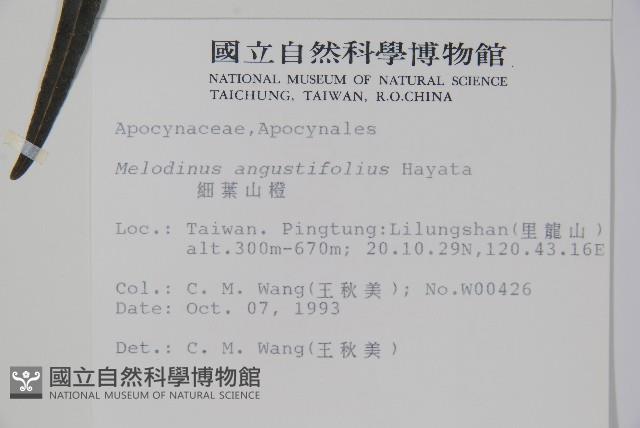 國立自然科學博物館
NATIONAL MUSEUM OF NATURAL SCIENCE
TAICHUNG, TAIWAN, R.O.CHINA
Apocynaceae,Apocynales
Melodinus angustifolius Hayata
細葉山橙
Loc.: Taiwan. Pingtung:Lilungshan(里龍山)
alt.300m-670m; 20.10.29N,120.43.16E
Col.: C. M. Wang(王秋美); No.W00426
Date: Oct. 07, 1993
Det.: C. M. Wang(王秋美)
國立自然科學博物館
NATIONAL MUSEUM OF NATURAL SCIENCE